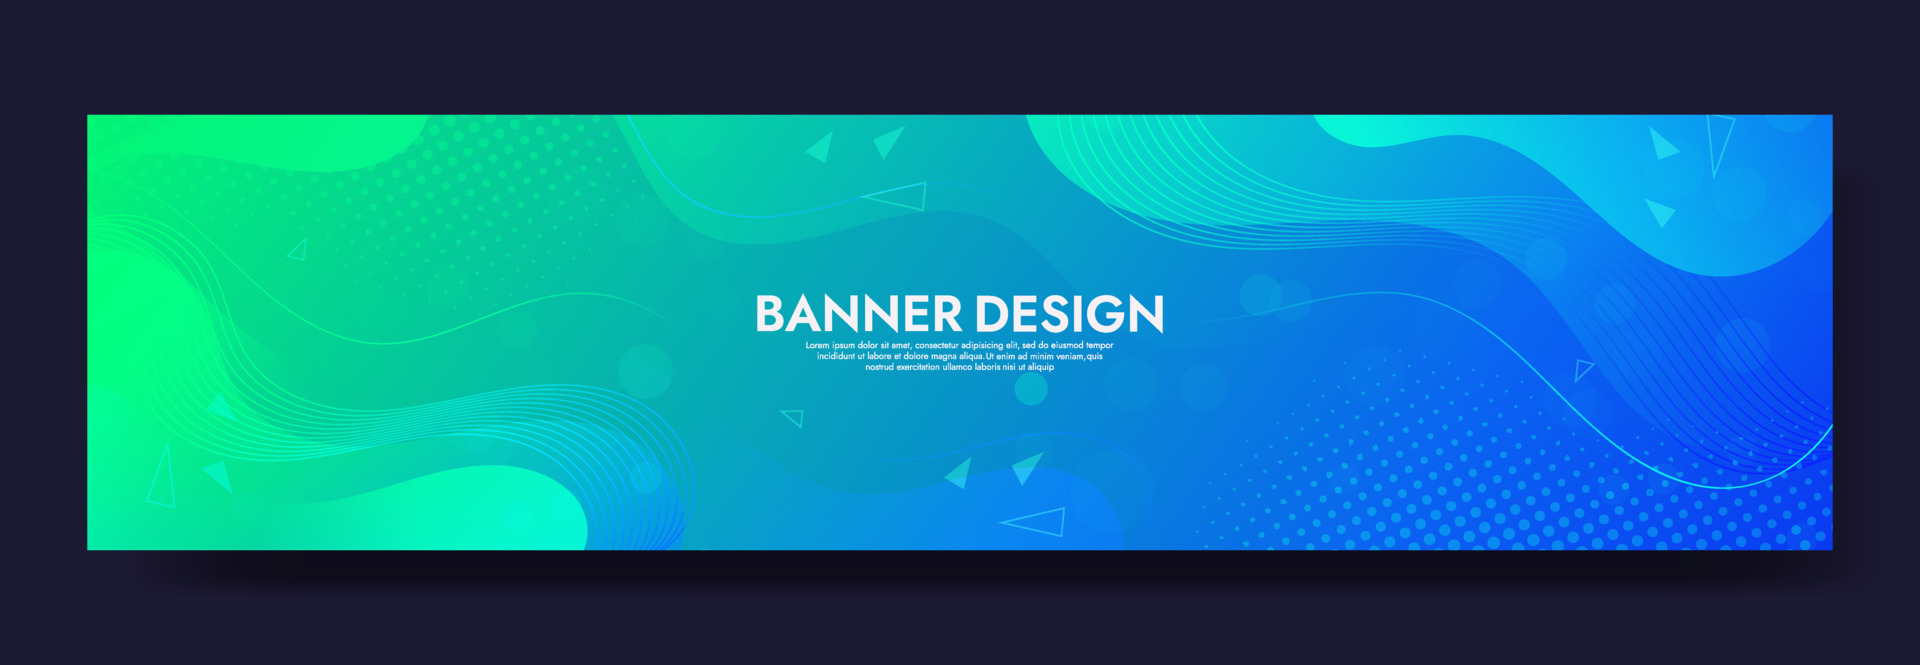 BANNER DESIGN
Lorem ipsum dolor sit amet, consectetur adipisicing elit, sed do eiusmod tempor
incididunt ut labore et dolore magna aliqua. Ut enim ad minim veniam, quis
nostrud exercitation ullamco laboris nisi ut aliquip